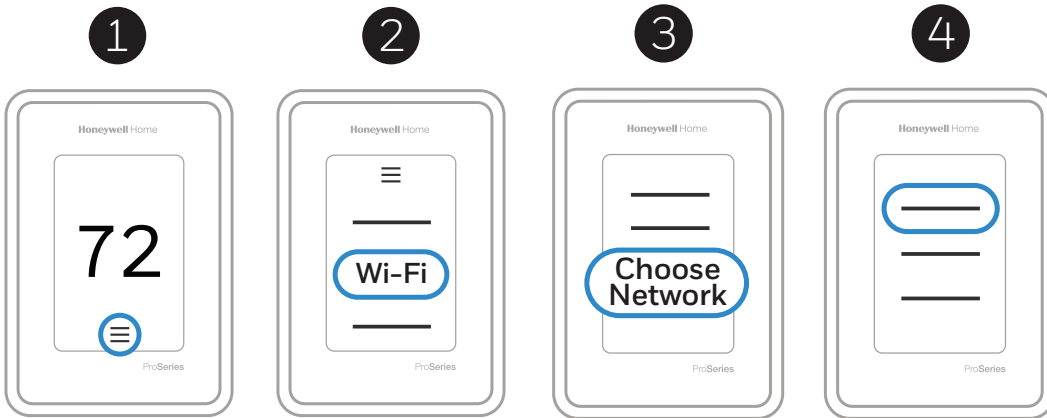 1
2
3
4
Honeywell Home
72
ProSeries
Honeywell Home
Wi-Fi
ProSeries
Honeywell Home
Choose
Network
ProSeries
Honeywell Home
ProSeries